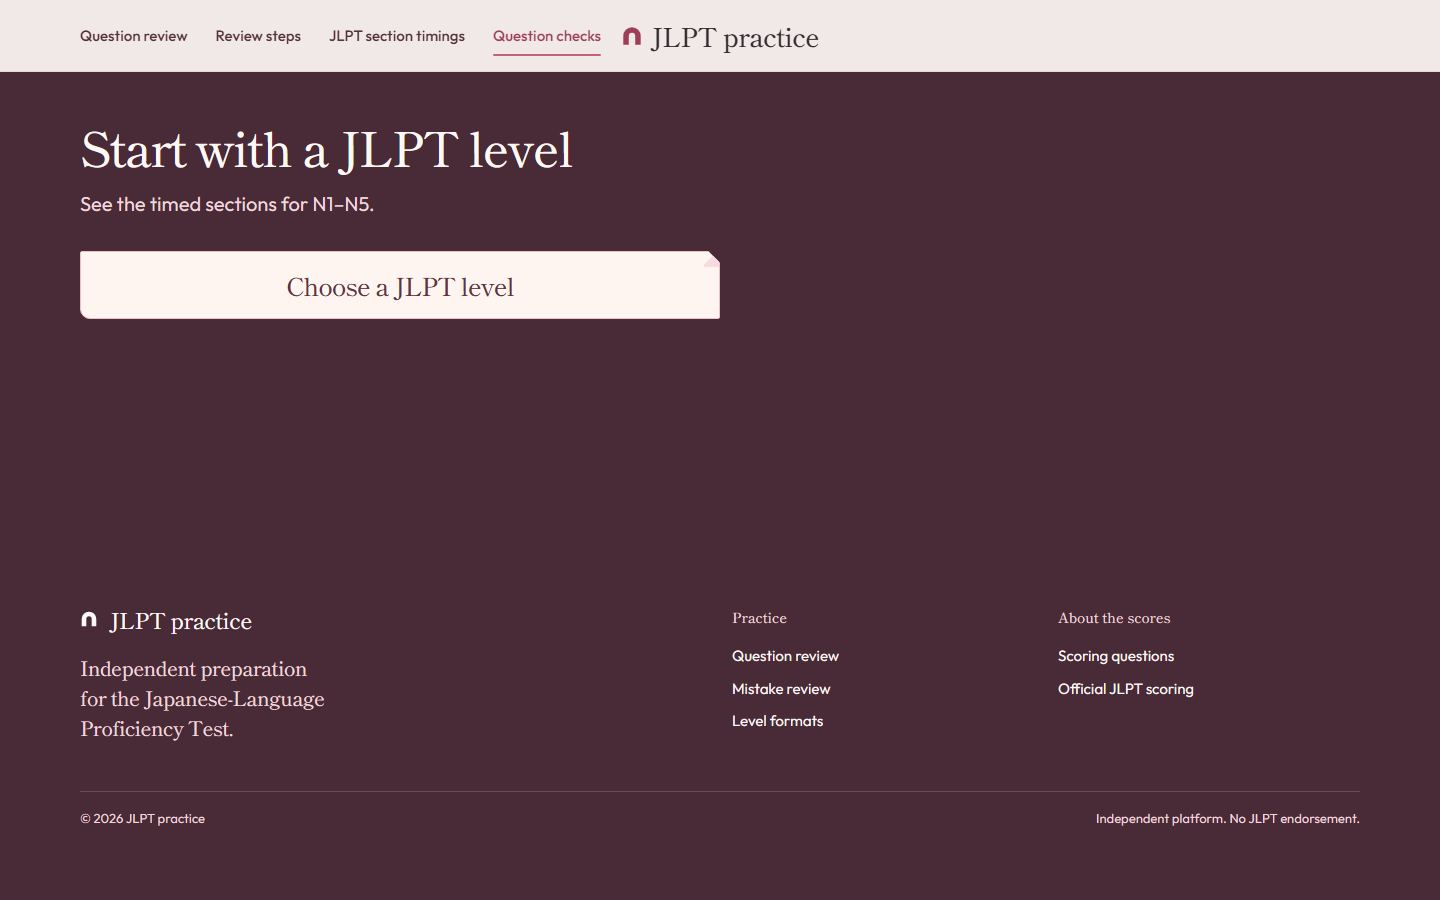 Question review
Review steps
JLPT section timings
Question checks
JLPT practice
Start with a JLPT level
See the timed sections for N1–N5.
Choose a JLPT level
JLPT practice
Independent preparation
for the Japanese-Language
Proficiency Test.
Practice
Question review
Mistake review
Level formats
About the scores
Scoring questions
Official JLPT scoring
© 2026 JLPT practice
Independent platform. No JLPT endorsement.